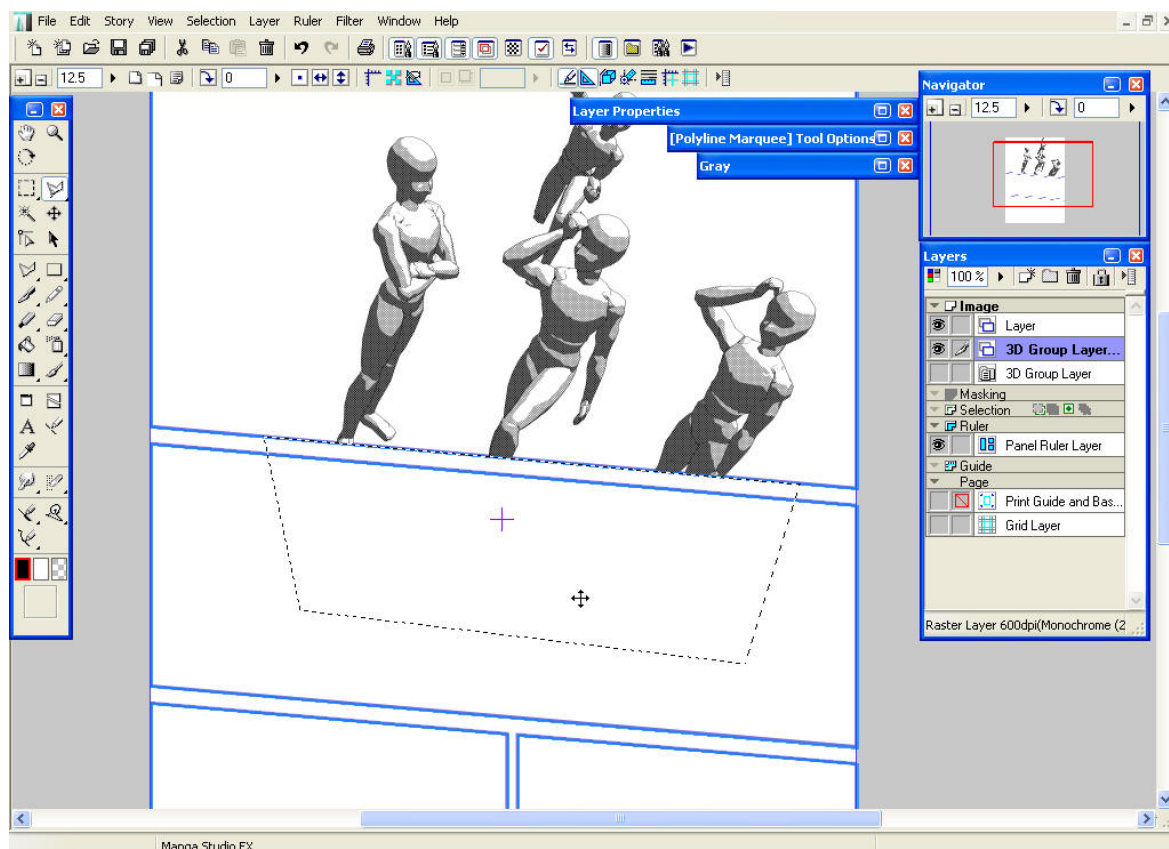 File Edit Story View Selection Layer Ruler Filter Window Help
12.5 0
Navigator
12.5 0
Layer Properties
[Polyline Marquee] Tool Options
Gray
Layers
100 %
Image
Layer
3D Group Layer...
3D Group Layer
Masking
Selection
Ruler
Panel Ruler Layer
Guide
Page
Print Guide and Bas...
Grid Layer
Raster Layer 600dpi(Monochrome (2
A
Manga Studio EX